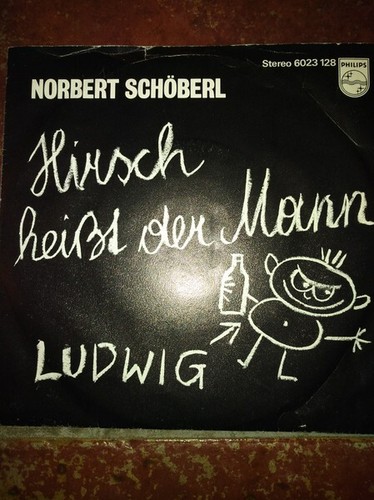 Stereo 6023 128
PHILIPS
NORBERT SCHÖBERL
Hirsch
heißt der Mann
LUDWIG